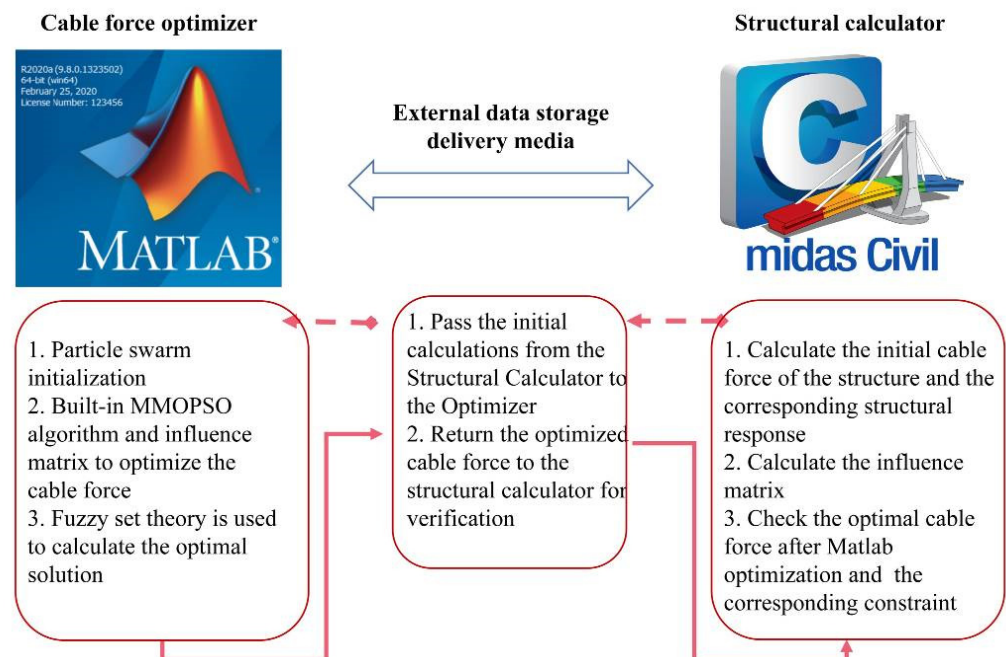 Cable force optimizer
Structural calculator
R2020a (9.8.0.1323502)
64-bit (win64)
February 25, 2020
License Number: 123456
MATLAB®
External data storage
delivery media
C
midas Civil
1. Particle swarm
initialization
2. Built-in MMOPSO
algorithm and influence
matrix to optimize the
cable force
3. Fuzzy set theory is used
to calculate the optimal
solution
1. Pass the initial
calculations from the
Structural Calculator to
the Optimizer
2. Return the optimized
cable force to the
structural calculator for
verification
1. Calculate the initial cable
force of the structure and the
corresponding structural
response
2. Calculate the influence
matrix
3. Check the optimal cable
force after Matlab
optimization and the
corresponding constraint